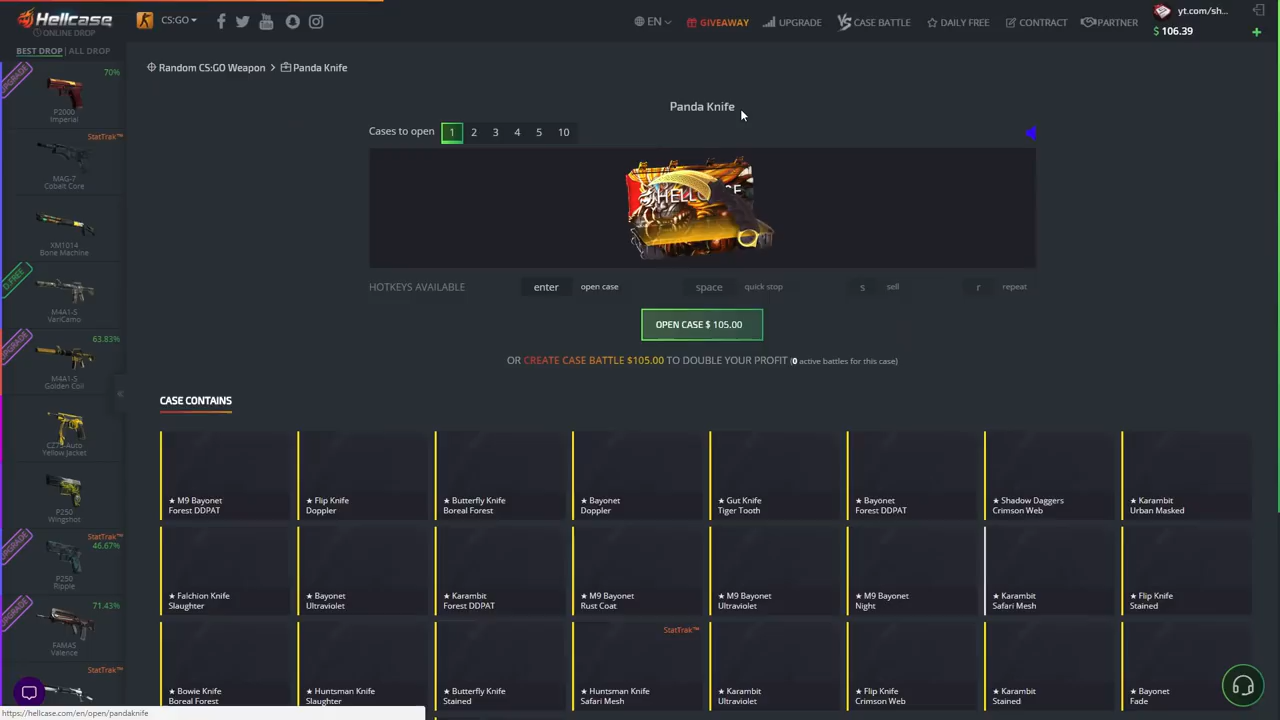 Hellcase
ONLINE DROP
CS:GO
EN
GIVEAWAY
UPGRADE
CASE BATTLE
DAILY FREE
CONTRACT
PARTNER
yt.com/sh...
$ 106.39
BEST DROP | ALL DROP
Random CS:GO Weapon > Panda Knife
UPGRADE
70%
P2000
Imperial
StatTrak™
MAG-7
Cobalt Core
XM1014
Bone Machine
D.FREE
M4A1-S
VariCamo
UPGRADE
63.83%
M4A1-S
Golden Coil
CZ75-Auto
Yellow Jacket
P250
Wingshot
UPGRADE
StatTrak™
46.67%
P250
Ripple
UPGRADE
71.43%
FAMAS
Valence
StatTrak™
Panda Knife
Cases to open 1 2 3 4 5 10
HOTKEYS AVAILABLE enter open case space quick stop s sell r repeat
OPEN CASE $ 105.00
OR CREATE CASE BATTLE $105.00 TO DOUBLE YOUR PROFIT (0 active battles for this case)
CASE CONTAINS
★ M9 Bayonet
Forest DDPAT
★ Flip Knife
Doppler
★ Butterfly Knife
Boreal Forest
★ Bayonet
Doppler
★ Gut Knife
Tiger Tooth
★ Bayonet
Forest DDPAT
★ Shadow Daggers
Crimson Web
★ Karambit
Urban Masked
★ Falchion Knife
Slaughter
★ Bayonet
Ultraviolet
★ Karambit
Forest DDPAT
★ M9 Bayonet
Rust Coat
★ M9 Bayonet
Ultraviolet
★ M9 Bayonet
Night
★ Karambit
Safari Mesh
★ Flip Knife
Stained
★ Bowie Knife
Boreal Forest
★ Huntsman Knife
Slaughter
★ Butterfly Knife
Stained
StatTrak™
★ Huntsman Knife
Safari Mesh
★ Karambit
Ultraviolet
★ Flip Knife
Crimson Web
★ Karambit
Stained
★ Bayonet
Fade
https://hellcase.com/en/open/pandaknife